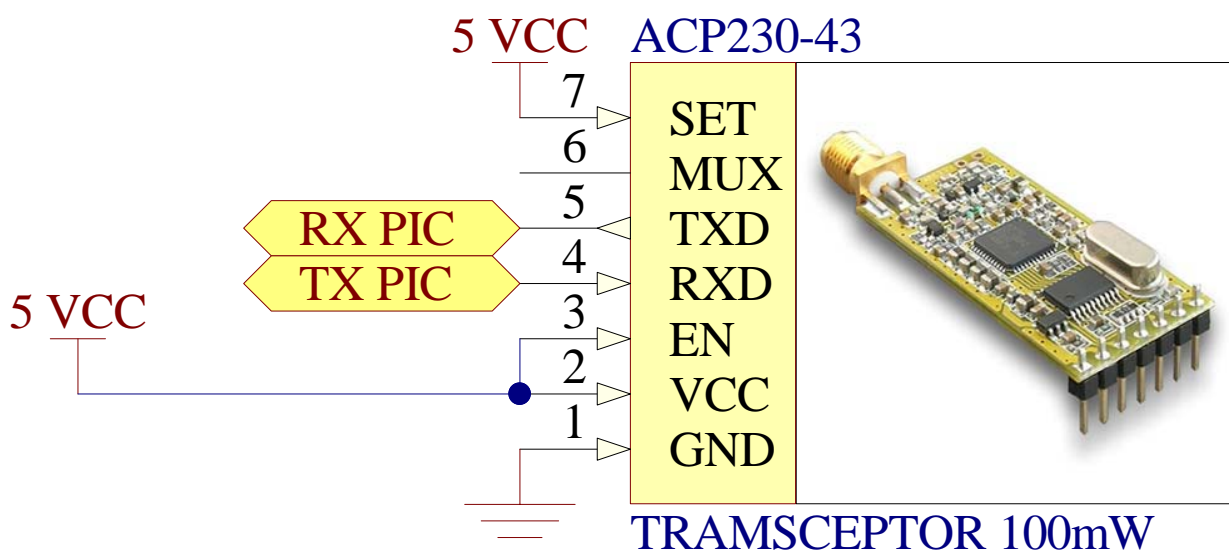 5 VCC
ACP230-43
7
SET
6
MUX
RX PIC
5
TXD
TX PIC
4
RXD
5 VCC
3
EN
2
VCC
1
GND
TRAMSCEPTOR 100mW